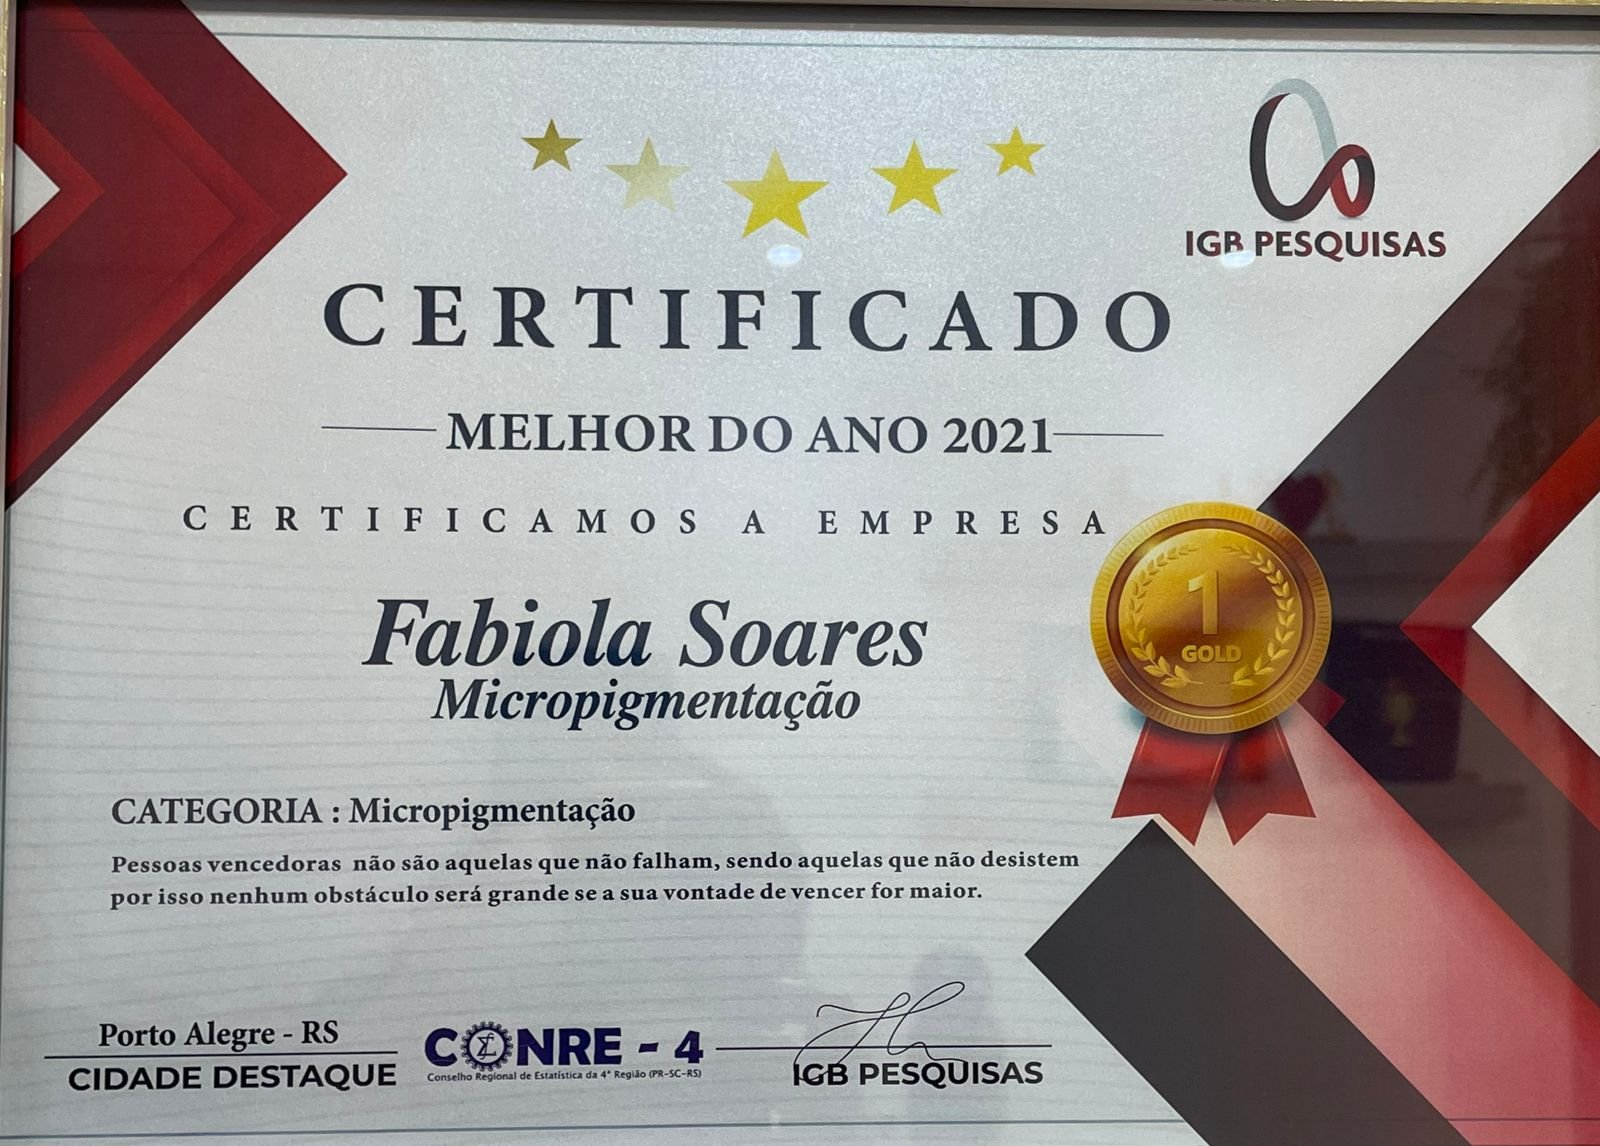 IGB PESQUISAS
CERTIFICADO
MELHOR DO ANO 2021
CERTIFICAMOS A EMPRESA
Fabiola Soares
Micropigmentação
1
GOLD
CATEGORIA : Micropigmentação
Pessoas vencedoras não são aquelas que não falham, sendo aquelas que não desistem
por isso nenhum obstáculo será grande se a sua vontade de vencer for maior.
Porto Alegre - RS
CIDADE DESTAQUE
CONRE - 4
Conselho Regional de Estatística da 4ª Região (PR-SC-RS)
IGB PESQUISAS